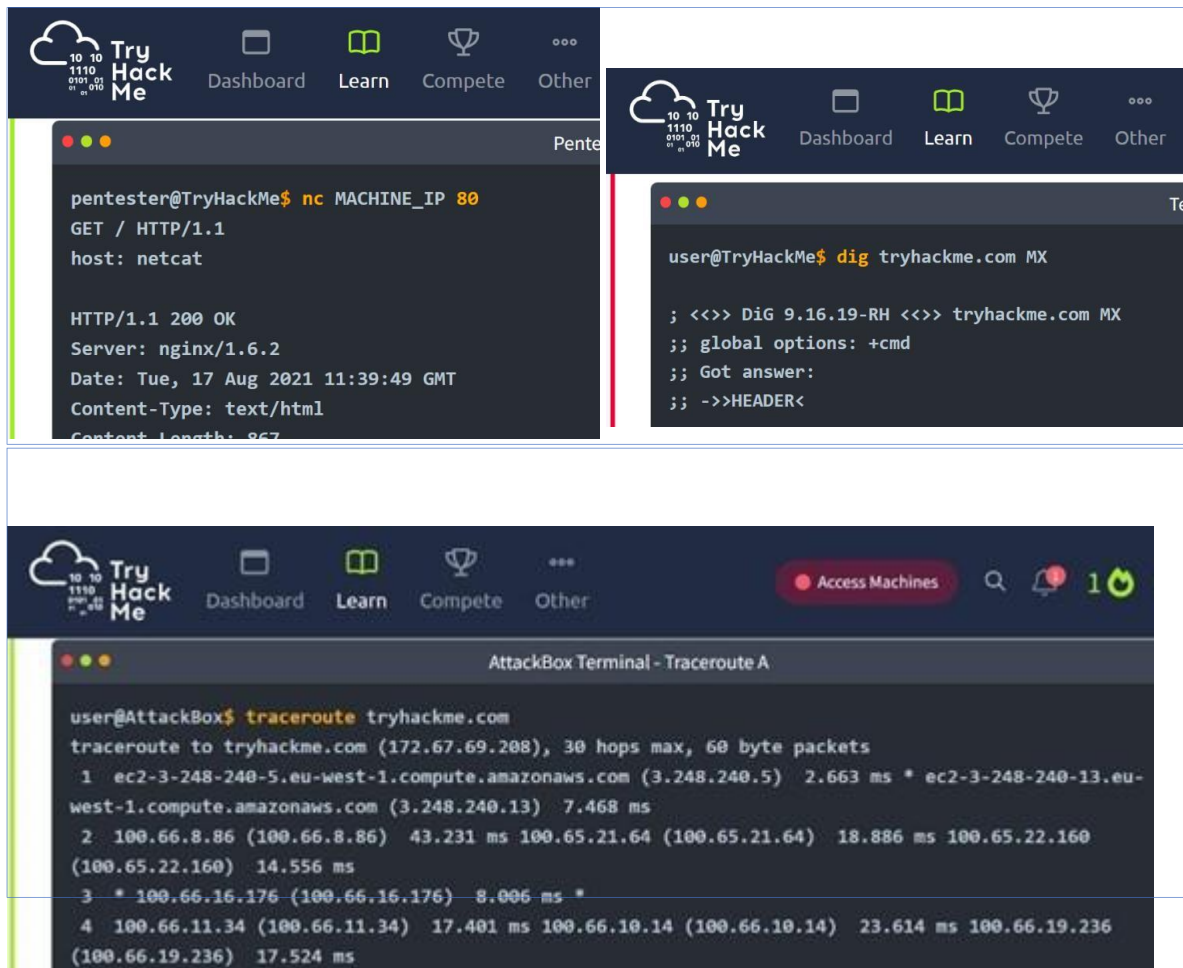 Try
Hack
Me
Dashboard
Learn
Compete
Other
Pente
pentester@TryHackMe$ nc MACHINE_IP 80
GET / HTTP/1.1
host: netcat
HTTP/1.1 200 OK
Server: nginx/1.6.2
Date: Tue, 17 Aug 2021 11:39:49 GMT
Content-Type: text/html
Content-Length: 867
Try
Hack
Me
Dashboard
Learn
Compete
Other
Te
user@TryHackMe$ dig tryhackme.com MX
; <<>> DiG 9.16.19-RH <<>> tryhackme.com MX
;; global options: +cmd
;; Got answer:
;; ->>HEADER<
Try
Hack
Me
Dashboard
Learn
Compete
Other
Access Machines
1
AttackBox Terminal - Traceroute A
user@AttackBox$ traceroute tryhackme.com
traceroute to tryhackme.com (172.67.69.208), 30 hops max, 60 byte packets
1 ec2-3-248-240-5.eu-west-1.compute.amazonaws.com (3.248.240.5) 2.663 ms * ec2-3-248-240-13.eu-
west-1.compute.amazonaws.com (3.248.240.13) 7.468 ms
2 100.66.8.86 (100.66.8.86) 43.231 ms 100.65.21.64 (100.65.21.64) 18.886 ms 100.65.22.160
(100.65.22.160) 14.556 ms
3 * 100.66.16.176 (100.66.16.176) 8.006 ms *
4 100.66.11.34 (100.66.11.34) 17.401 ms 100.66.10.14 (100.66.10.14) 23.614 ms 100.66.19.236
(100.66.19.236) 17.524 ms